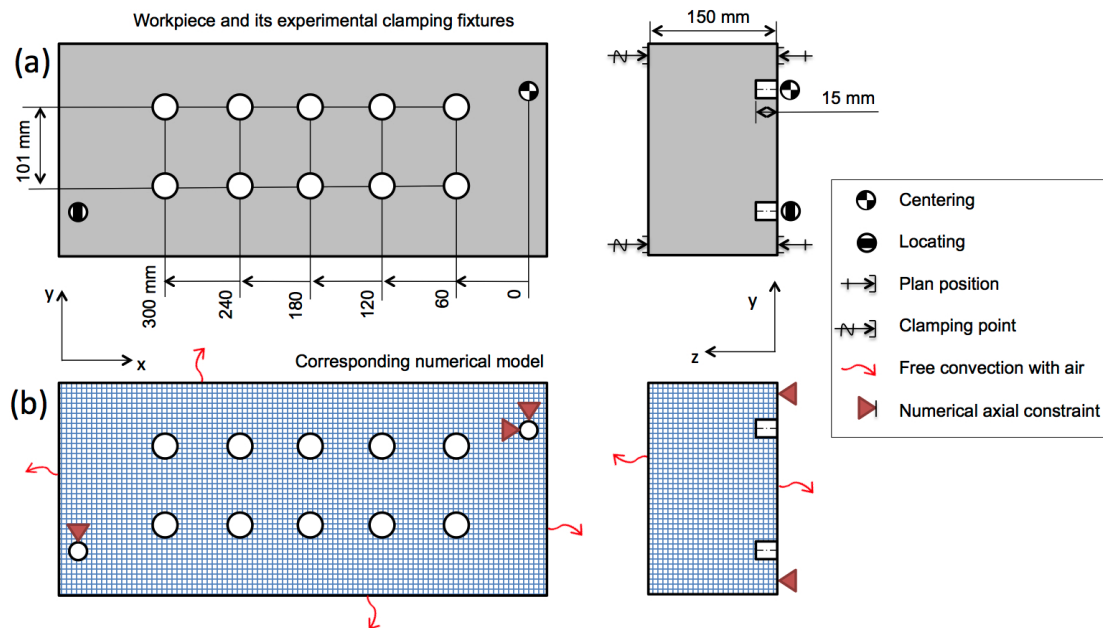 Workpiece and its experimental clamping fixtures
(a)
150 mm
15 mm
101 mm
300 mm
240
180
120
60
0
y
x
y
z
Centering
Locating
Plan position
Clamping point
Free convection with air
Numerical axial constraint
Corresponding numerical model
(b)